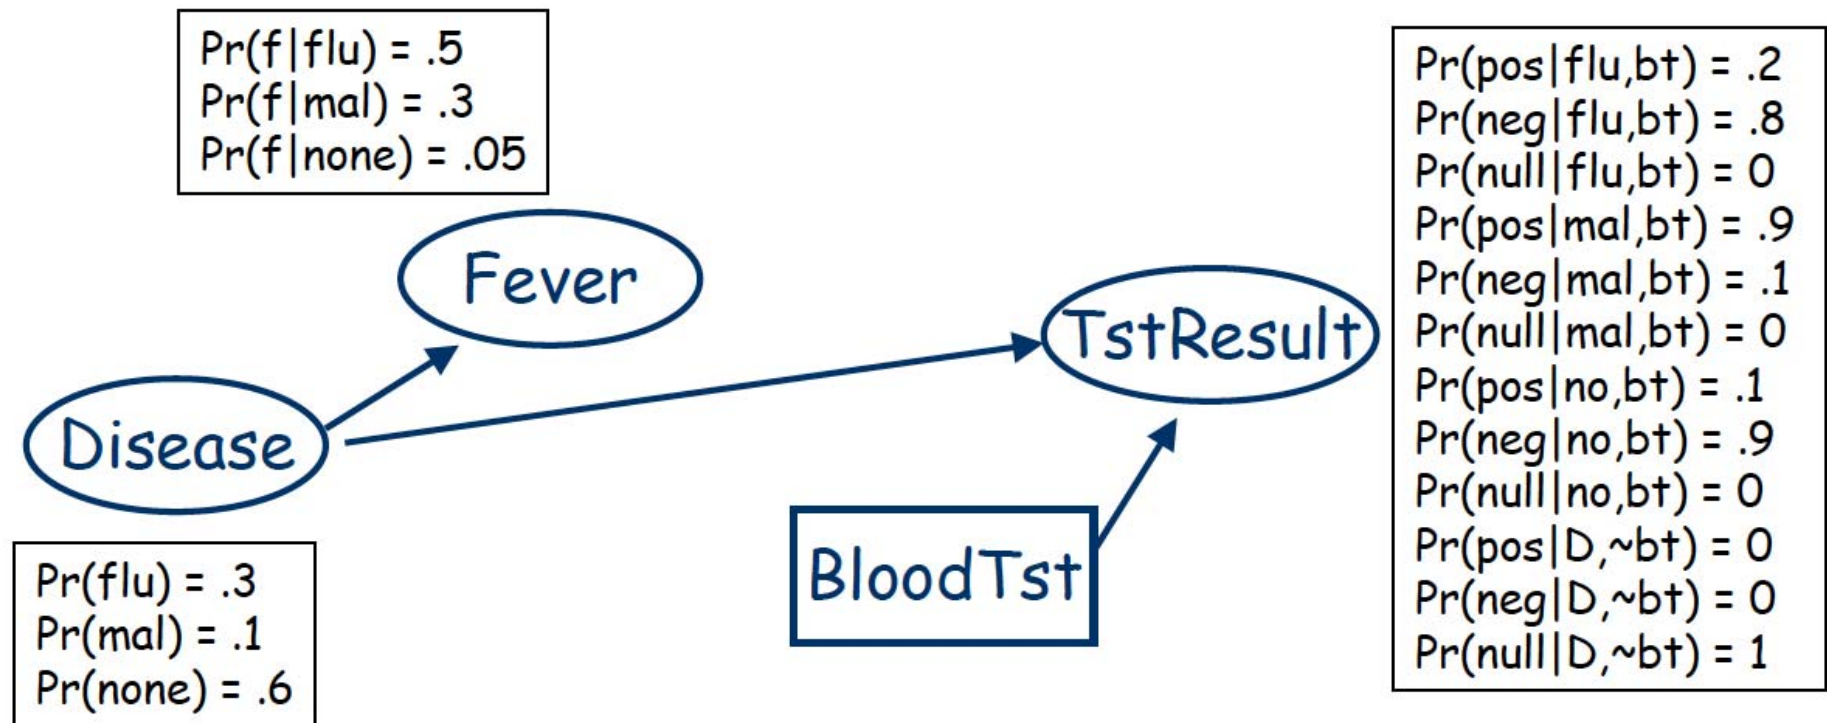 Pr(f|flu) = .5
Pr(f|mal) = .3
Pr(f|none) = .05
Fever
Disease
Pr(flu) = .3
Pr(mal) = .1
Pr(none) = .6
BloodTst
TstResult
Pr(pos|flu,bt) = .2
Pr(neg|flu,bt) = .8
Pr(null|flu,bt) = 0
Pr(pos|mal,bt) = .9
Pr(neg|mal,bt) = .1
Pr(null|mal,bt) = 0
Pr(pos|no,bt) = .1
Pr(neg|no,bt) = .9
Pr(null|no,bt) = 0
Pr(pos|D,~bt) = 0
Pr(neg|D,~bt) = 0
Pr(null|D,~bt) = 1